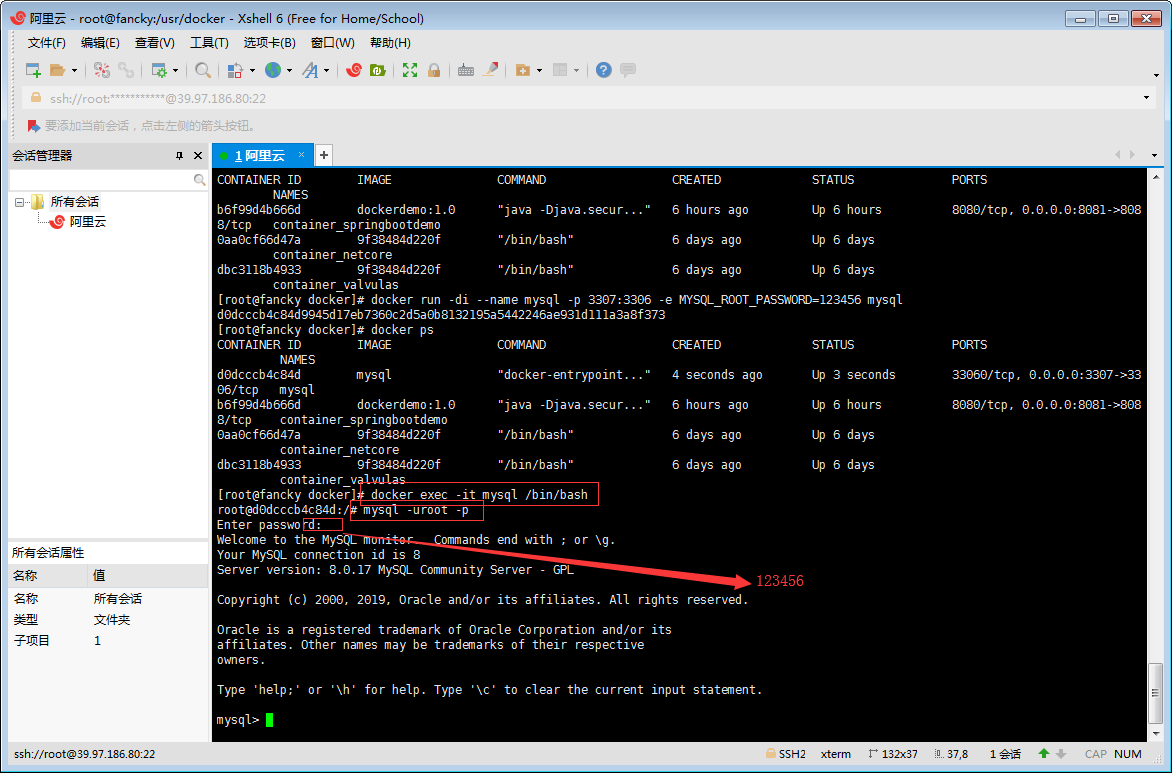 阿里云 - root@fancky:/usr/docker - Xshell 6 (Free for Home/School)
文件(F) 编辑(E) 查看(V) 工具(T) 选项卡(B) 窗口(W) 帮助(H)
ssh://root:***********@39.97.186.80:22
要添加当前会话，点击左侧的箭头按钮。
会话管理器
1 阿里云
所有会话
阿里云
CONTAINER ID IMAGE COMMAND CREATED STATUS PORTS
NAMES
b6f99d4b666d dockerdemo:1.0 "java -Djava.secur..." 6 hours ago Up 6 hours 8080/tcp, 0.0.0.0:8081->808
8/tcp container_springbootdemo
0aa0cf66d47a 9f38484d220f "/bin/bash" 6 days ago Up 6 days
container_netcore
dbc3118b4933 9f38484d220f "/bin/bash" 6 days ago Up 6 days
container_valvulas
[root@fancky docker]# docker run -di --name mysql -p 3307:3306 -e MYSQL_ROOT_PASSWORD=123456 mysql
d0dcccb4c84d9945d17eb7360c2d5a0b8132195a5442246ae931d111a3a8f373
[root@fancky docker]# docker ps
CONTAINER ID IMAGE COMMAND CREATED STATUS PORTS
NAMES
d0dcccb4c84d mysql "docker-entrypoint..." 4 seconds ago Up 3 seconds 33060/tcp, 0.0.0.0:3307->33
06/tcp mysql
b6f99d4b666d dockerdemo:1.0 "java -Djava.secur..." 6 hours ago Up 6 hours 8080/tcp, 0.0.0.0:8081->808
8/tcp container_springbootdemo
0aa0cf66d47a 9f38484d220f "/bin/bash" 6 days ago Up 6 days
container_netcore
dbc3118b4933 9f38484d220f "/bin/bash" 6 days ago Up 6 days
container_valvulas
[root@fancky docker]# docker exec -it mysql /bin/bash
root@d0dcccb4c84d:/# mysql -uroot -p
Enter password:
Welcome to the MySQL monitor. Commands end with ; or \g.
Your MySQL connection id is 8
Server version: 8.0.17 MySQL Community Server - GPL
123456
Copyright (c) 2000, 2019, Oracle and/or its affiliates. All rights reserved.
Oracle is a registered trademark of Oracle Corporation and/or its
affiliates. Other names may be trademarks of their respective
owners.
Type 'help;' or '\h' for help. Type '\c' to clear the current input statement.
mysql>
所有会话属性
名称 值
名称 所有会话
类型 文件夹
子项目 1
ssh://root@39.97.186.80:22 SSH2 xterm 132x37 37,8 1 会话 CAP NUM